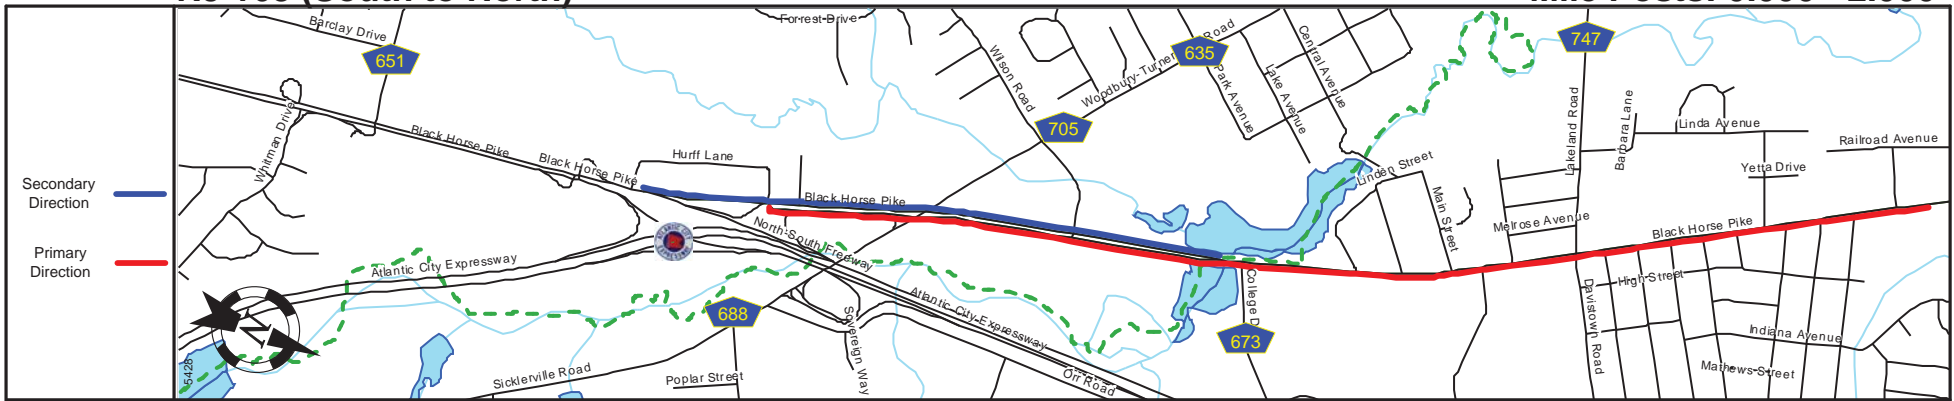 Secondary
Direction
Primary
Direction
Barclay Drive
651
Forrest Drive
Wilson Road
Woodbury-Turner
Road
635
Central Avenue
Park Avenue
Lake Avenue
747
705
Whitman Drive
Black Horse Pike
Black Horse Pike
Hurff Lane
Black Horse Pike
Linden Street
Main Street
Lakeland Road
Barbara Lane
Linda Avenue
Railroad Avenue
Yetta Drive
Melrose Avenue
Black Horse Pike
North-South Freeway
Atlantic City Expressway
Atlantic City Expressway
High Street
Indiana Avenue
Mathews Street
Davistown Road
College D
673
688
Sovereign Way
Orr Road
Sicklerville Road
Poplar Street
N
5428